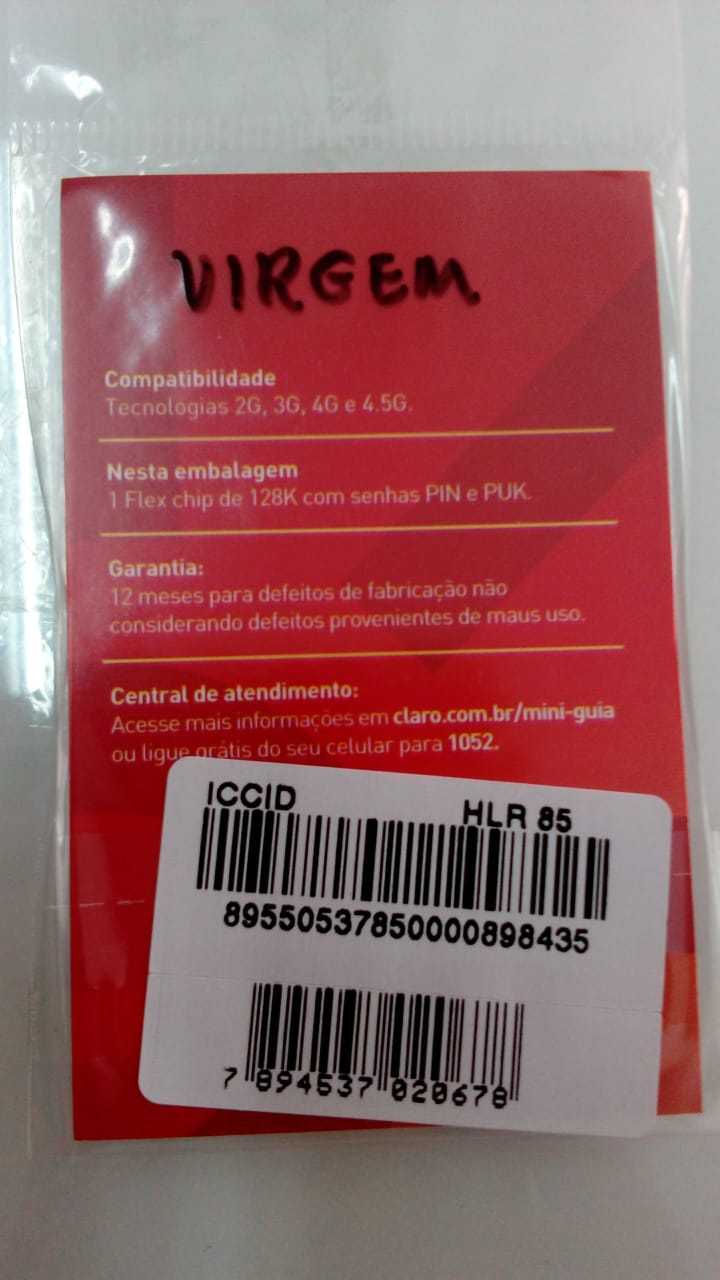 VIRGEM
Compatibilidade
Tecnologias 2G, 3G, 4G e 4.5G.
Nesta embalagem
1 Flex chip de 128K com senhas PIN e PUK.
Garantia:
12 meses para defeitos de fabricação não
considerando defeitos provenientes de maus uso.
Central de atendimento:
Acesse mais informações em claro.com.br/mini-guia
ou ligue grátis do seu celular para 1052.
ICCID HLR 85
89550537850000898435
7 894537 020678